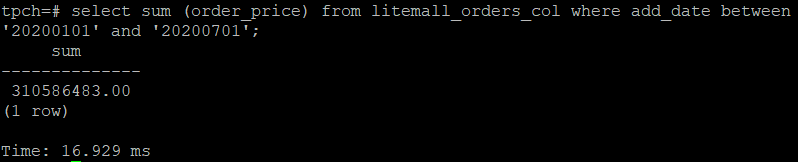 tpch=# select sum (order_price) from litemall_orders_col where add_date between
'20200101' and '20200701';
sum
--------------
310586483.00
(1 row)
Time: 16.929 ms